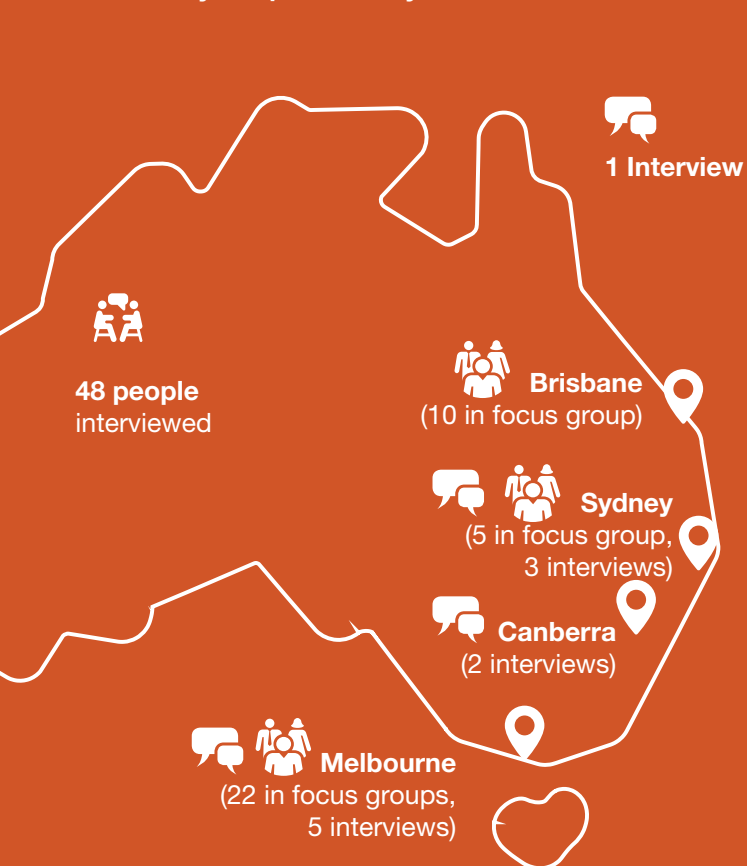 1 Interview
48 people
interviewed
Brisbane
(10 in focus group)
Sydney
(5 in focus group,
3 interviews)
Canberra
(2 interviews)
Melbourne
(22 in focus groups,
5 interviews)